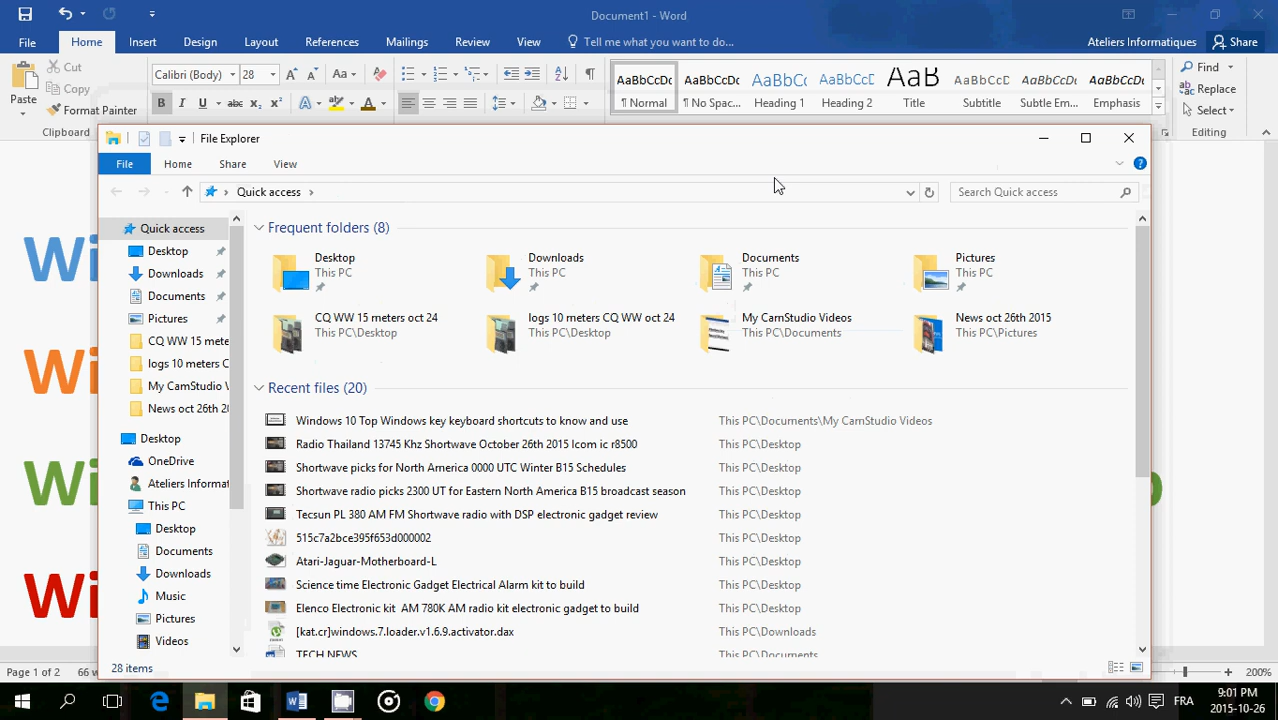 Document1 - Word
File Home Insert Design Layout References Mailings Review View Tell me what you want to do... Ateliers Informatiques Share
Paste Cut Copy Format Painter Clipboard
Calibri (Body) 28
AaBbCcDc ¶ Normal
AaBbCcDc ¶ No Spac...
AaBbCc Heading 1
AaBbCcD Heading 2
AaB Title
AaBbCcD Subtitle
AaBbCcDt Subtle Em...
AaBbCcDt Emphasis
Find
Replace
Select
Editing
File Explorer
File Home Share View
Quick access
Search Quick access
Quick access
Desktop
Downloads
Documents
Pictures
CQ WW 15 mete
logs 10 meters C
My CamStudio V
News oct 26th 20
Desktop
OneDrive
Ateliers Informat
This PC
Desktop
Documents
Downloads
Music
Pictures
Videos
Frequent folders (8)
Desktop
This PC
Downloads
This PC
Documents
This PC
Pictures
This PC
CQ WW 15 meters oct 24
This PC\Desktop
logs 10 meters CQ WW oct 24
This PC\Desktop
My CamStudio Videos
This PC\Documents
News oct 26th 2015
This PC\Pictures
Recent files (20)
Windows 10 Top Windows key keyboard shortcuts to know and use This PC\Documents\My CamStudio Videos
Radio Thailand 13745 Khz Shortwave October 26th 2015 Icom ic r8500 This PC\Desktop
Shortwave picks for North America 0000 UTC Winter B15 Schedules This PC\Desktop
Shortwave radio picks 2300 UT for Eastern North America B15 broadcast season This PC\Desktop
Tecsun PL 380 AM FM Shortwave radio with DSP electronic gadget review This PC\Desktop
515c7a2bce395f653d000002 This PC\Desktop
Atari-Jaguar-Motherboard-L This PC\Desktop
Science time Electronic Gadget Electrical Alarm kit to build This PC\Desktop
Elenco Electronic kit AM 780K AM radio kit electronic gadget to build This PC\Desktop
[kat.cr]windows.7.loader.v1.6.9.activator.dax This PC\Downloads
TECH NEWS This PC\Documents
28 items
Wi
Wi
Wi
Wi
Page 1 of 2 66 w
200%
FRA
9:01 PM
2015-10-26